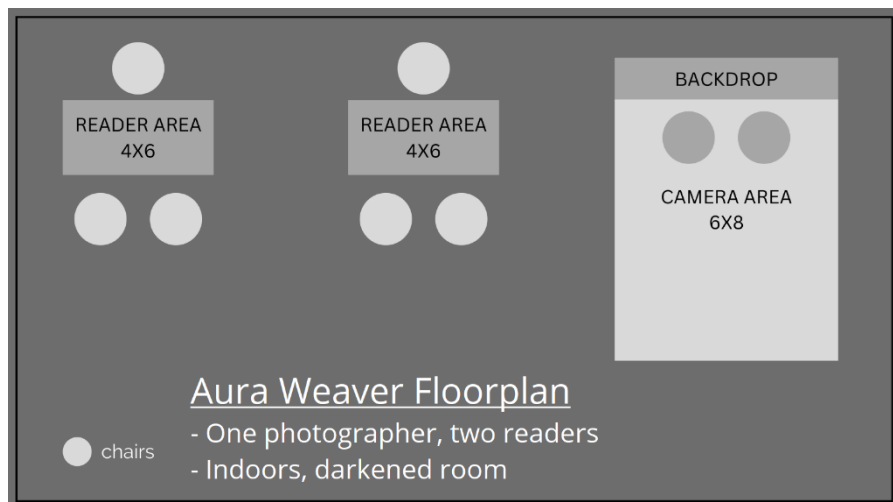 READER AREA
4X6
READER AREA
4X6
BACKDROP
CAMERA AREA
6X8
Aura Weaver Floorplan
- One photographer, two readers
- Indoors, darkened room
chairs